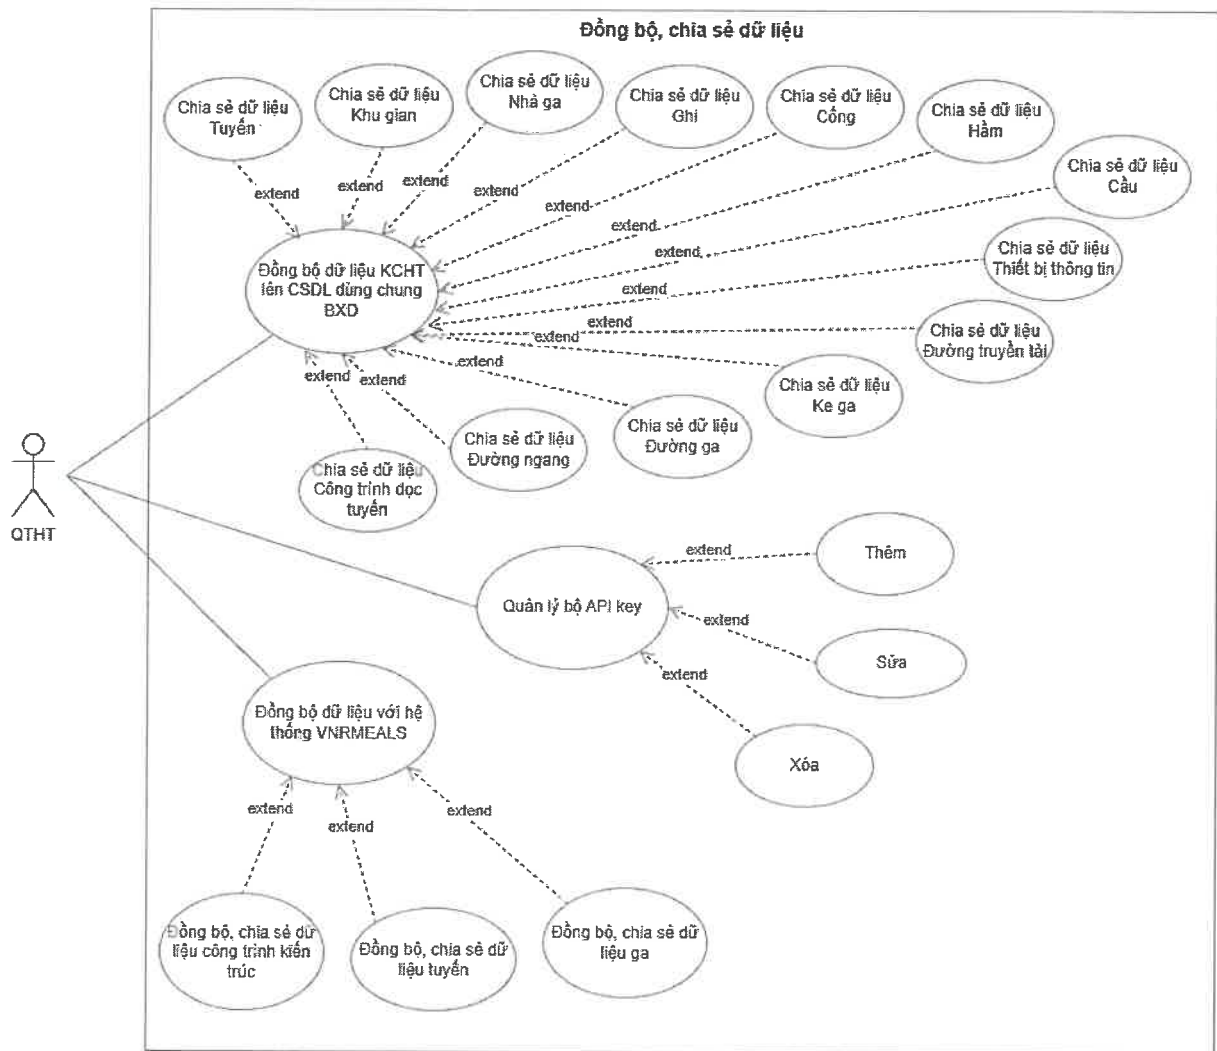 Đồng bộ, chia sẻ dữ liệu
Chia sẻ dữ liệu
Tuyến
Chia sẻ dữ liệu
Khu gian
Chia sẻ dữ liệu
Nhà ga
Chia sẻ dữ liệu
Ghi
Chia sẻ dữ liệu
Cống
Chia sẻ dữ liệu
Hầm
Chia sẻ dữ liệu
Cầu
Chia sẻ dữ liệu
Thiết bị thông tin
Chia sẻ dữ liệu
Đường truyền tải
Chia sẻ dữ liệu
Ke ga
Chia sẻ dữ liệu
Đường ga
Chia sẻ dữ liệu
Đường ngang
Chia sẻ dữ liệu
Công trình dọc
tuyến
extend
extend
extend
extend
extend
extend
extend
extend
extend
extend
extend
extend
extend
Đồng bộ dữ liệu KCHT
lên CSDL dùng chung
BXD
QTHT
Quản lý bộ API key
extend
Thêm
extend
Sửa
extend
Xóa
Đồng bộ dữ liệu với hệ
thống VNRMEALS
extend
extend
extend
Đồng bộ, chia sẻ dữ
liệu công trình kiến
trúc
Đồng bộ, chia sẻ dữ
liệu tuyến
Đồng bộ, chia sẻ dữ
liệu ga